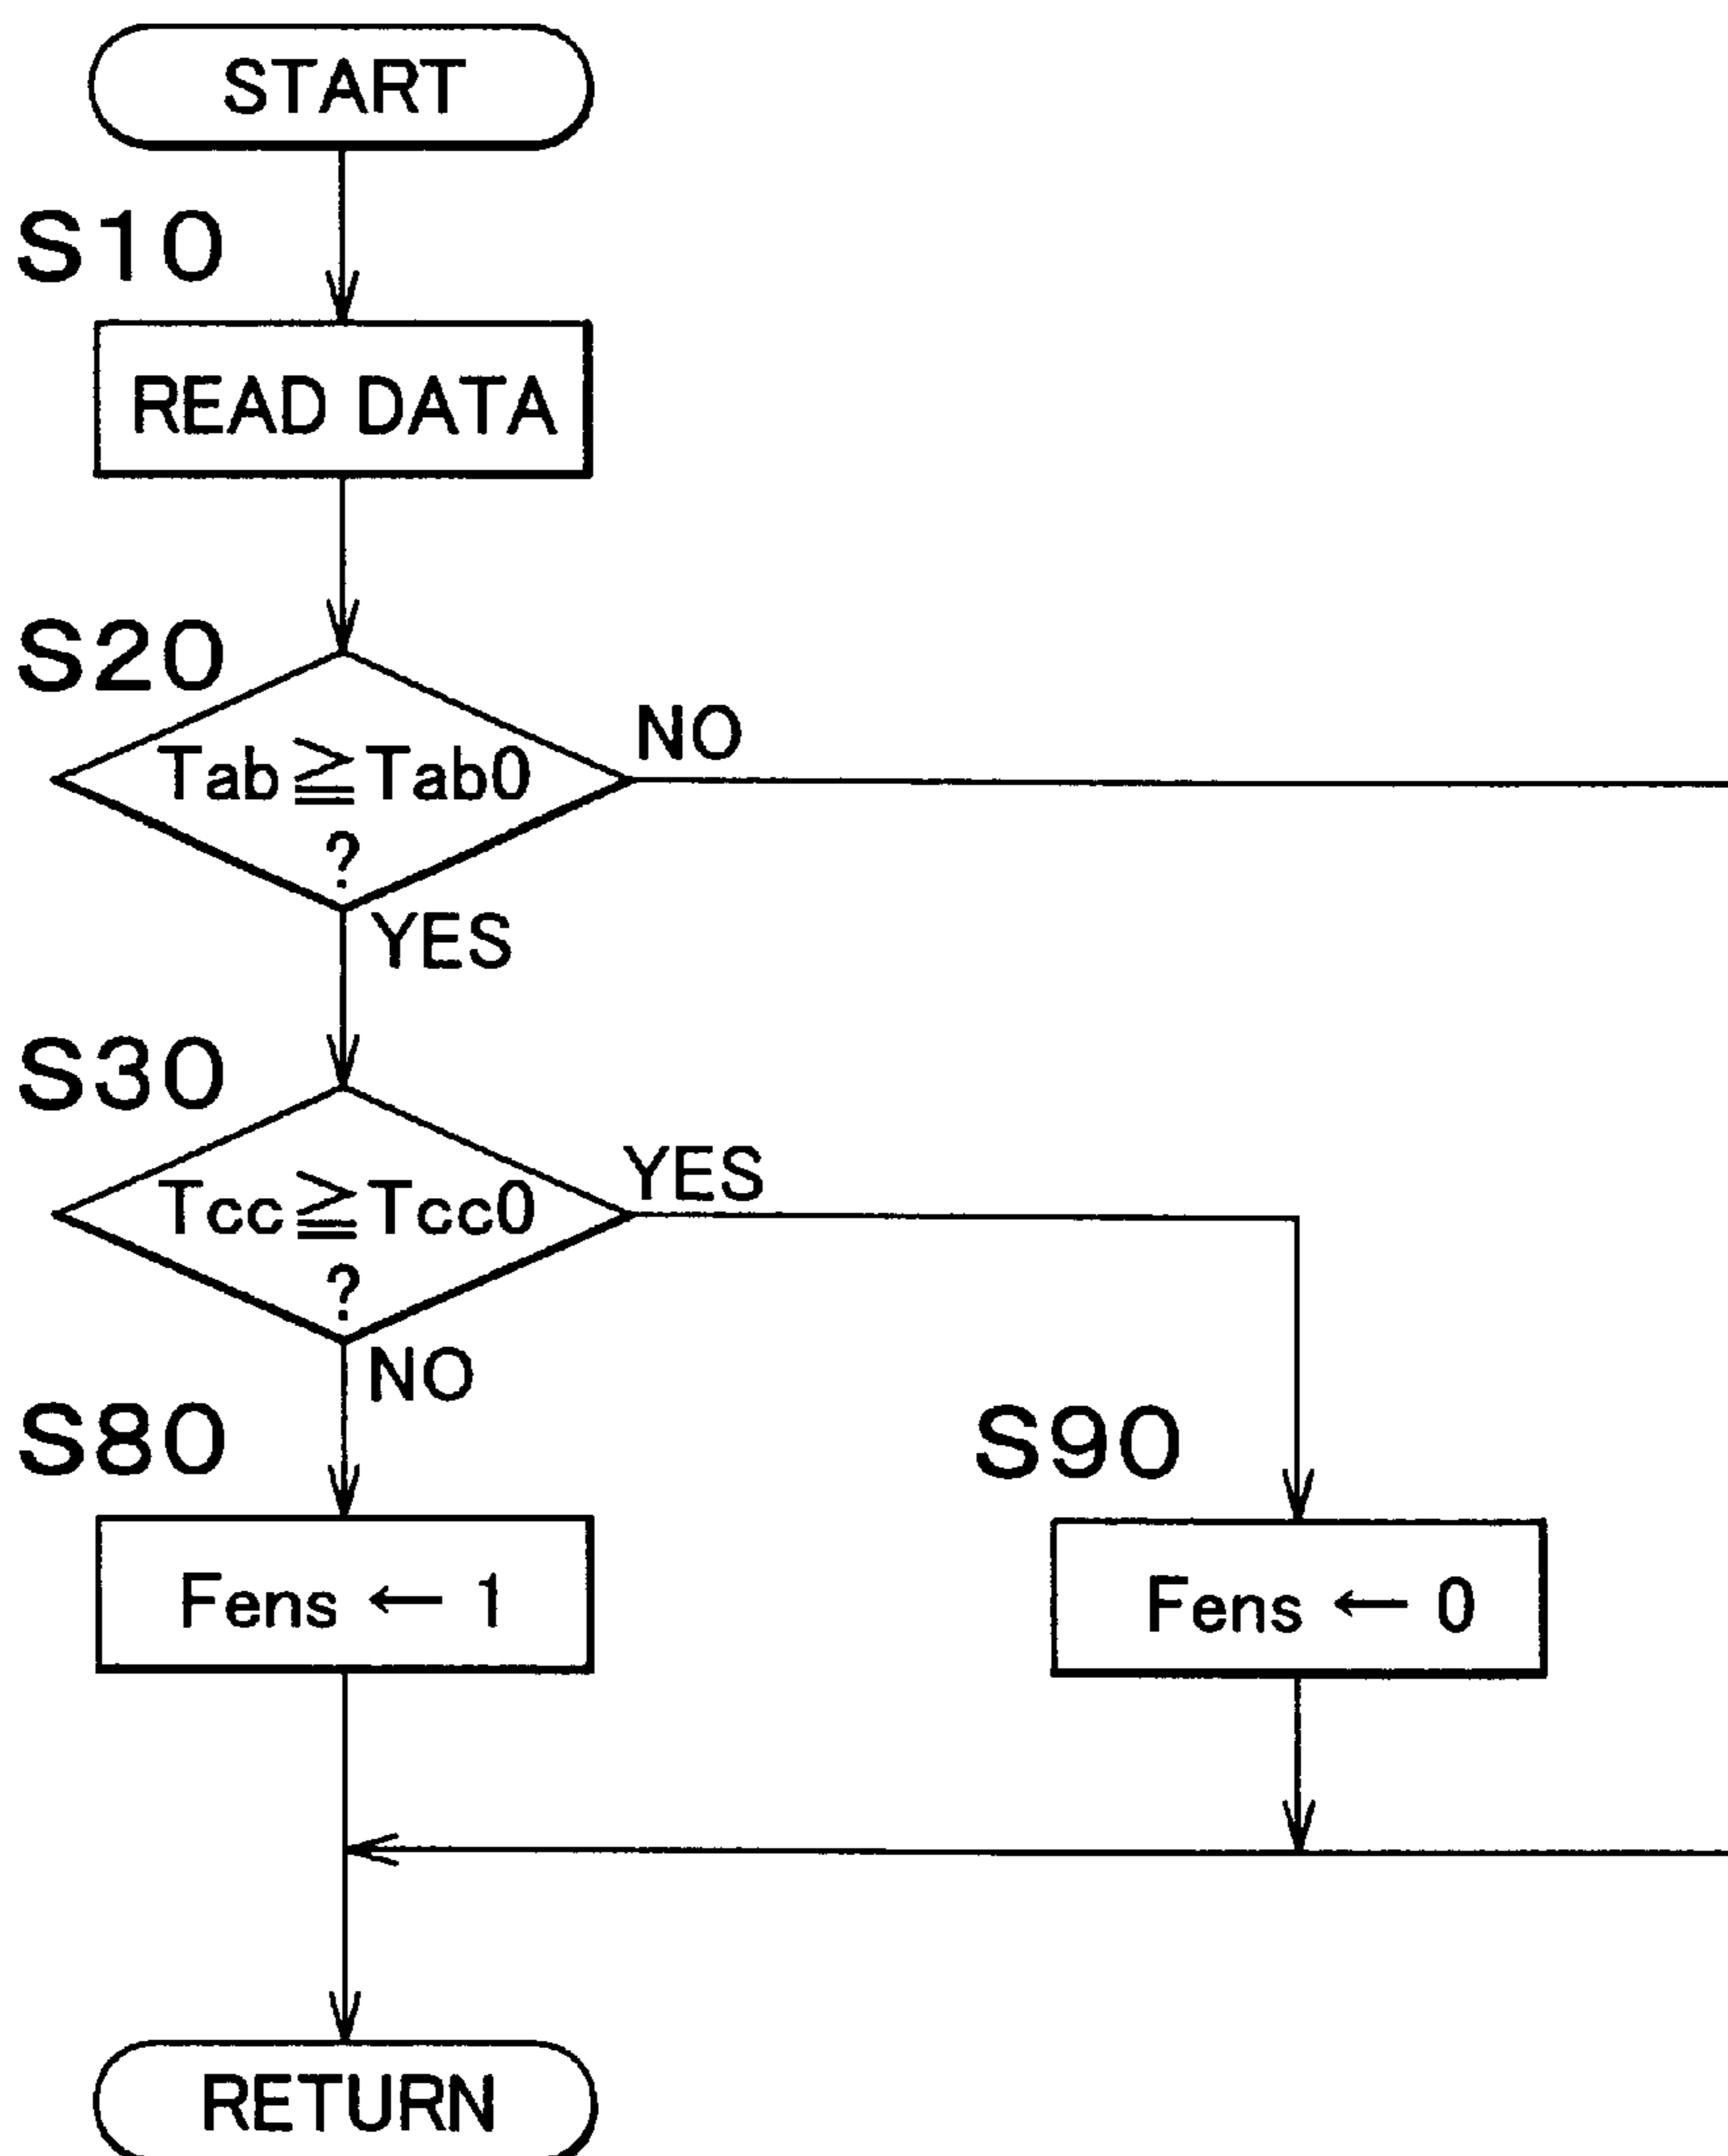 START
S10
READ DATA
S20
Tab≧Tab0
?
NO
YES
S30
Tcc≧Tcc0
?
YES
NO
S80
S90
Fens ← 1
Fens ← 0
RETURN